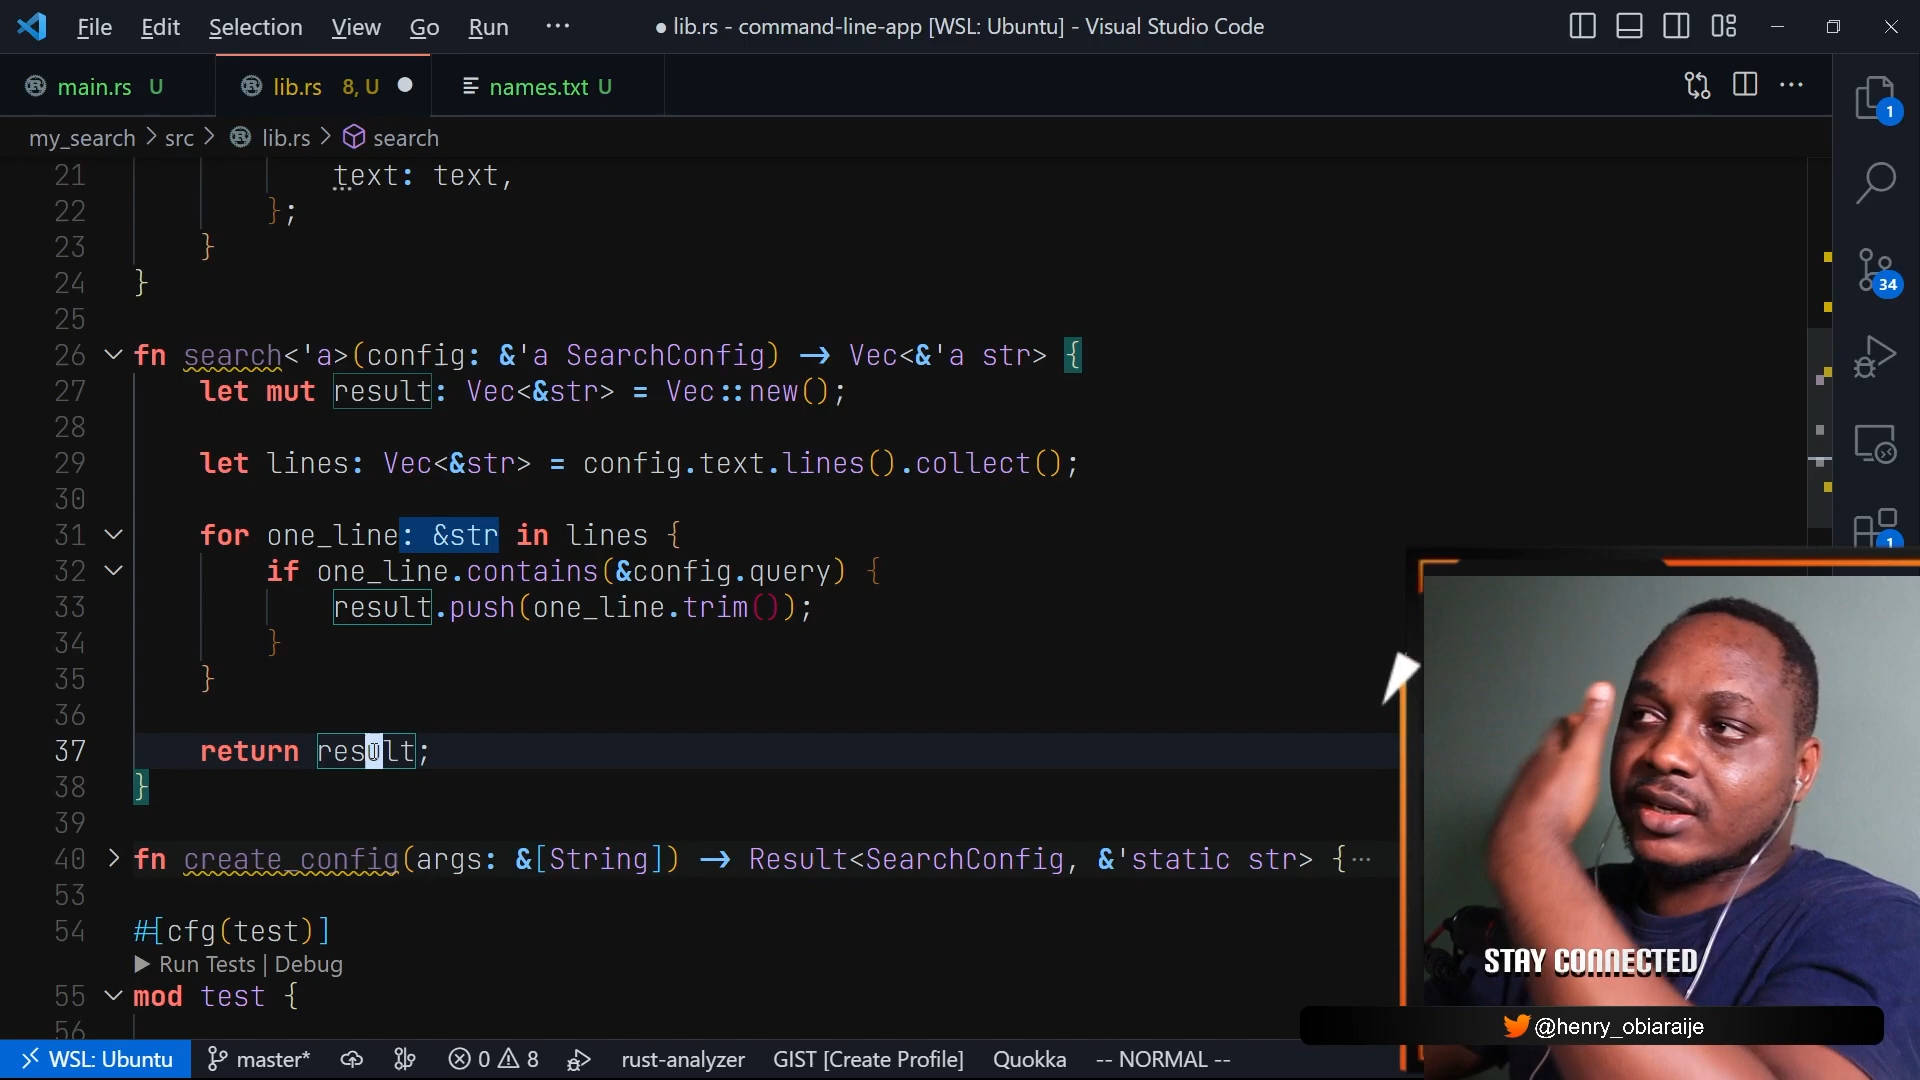 File Edit Selection View Go Run ··· ● lib.rs - command-line-app [WSL: Ubuntu] - Visual Studio Code
main.rs U lib.rs 8, U names.txt U
my_search > src > lib.rs > search
21 text: text,
22 };
23 }
24 }
25
26 fn search<'a>(config: &'a SearchConfig) → Vec<&'a str> {
27 let mut result: Vec<&str> = Vec::new();
28
29 let lines: Vec<&str> = config.text.lines().collect();
30
31 for one_line: &str in lines {
32 if one_line.contains(&config.query) {
33 result.push(one_line.trim());
34 }
35 }
36
37 return result;
38 }
39
40 fn create_config(args: &[String]) → Result<SearchConfig, &'static str> {···
53
54 #[cfg(test)]
▶ Run Tests | Debug
55 mod test {
56
1
34
1
STAY CONNECTED
@henry_obiaraije
WSL: Ubuntu master* 0 8 rust-analyzer GIST [Create Profile] Quokka -- NORMAL --